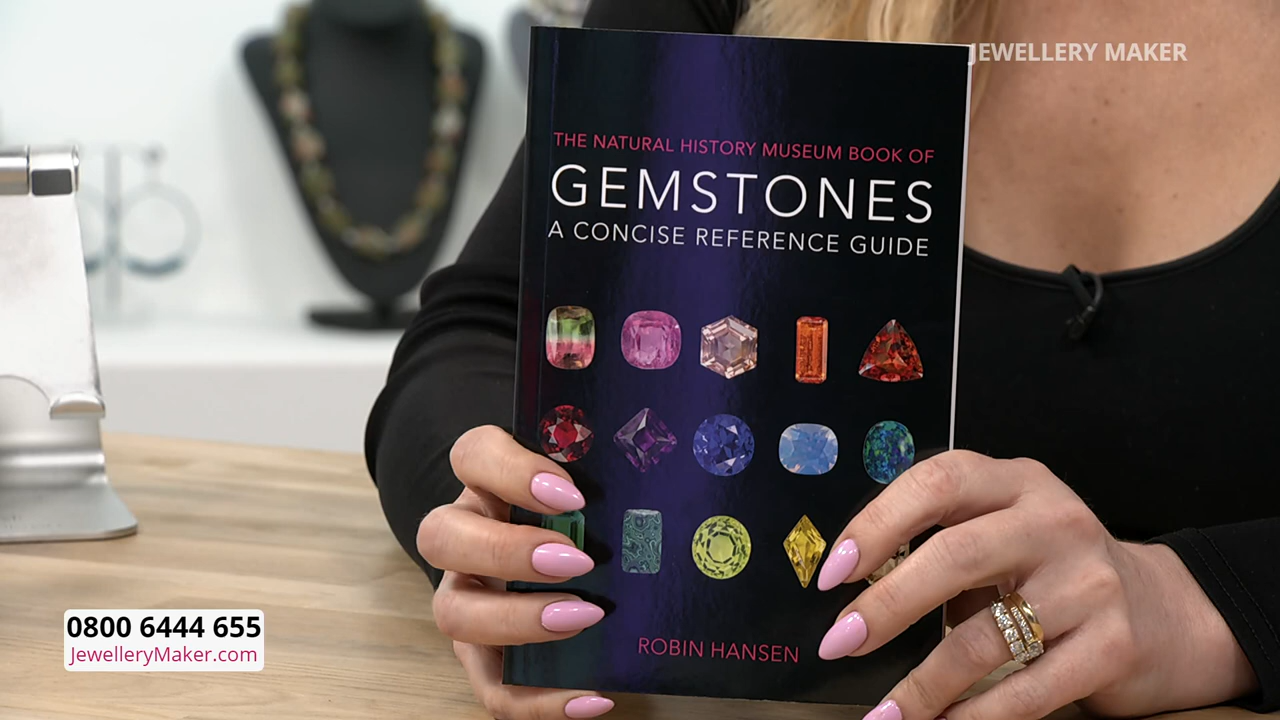 JEWELLERY MAKER
THE NATURAL HISTORY MUSEUM BOOK OF
GEMSTONES
A CONCISE REFERENCE GUIDE
ROBIN HANSEN
0800 6444 655
JewelleryMaker.com